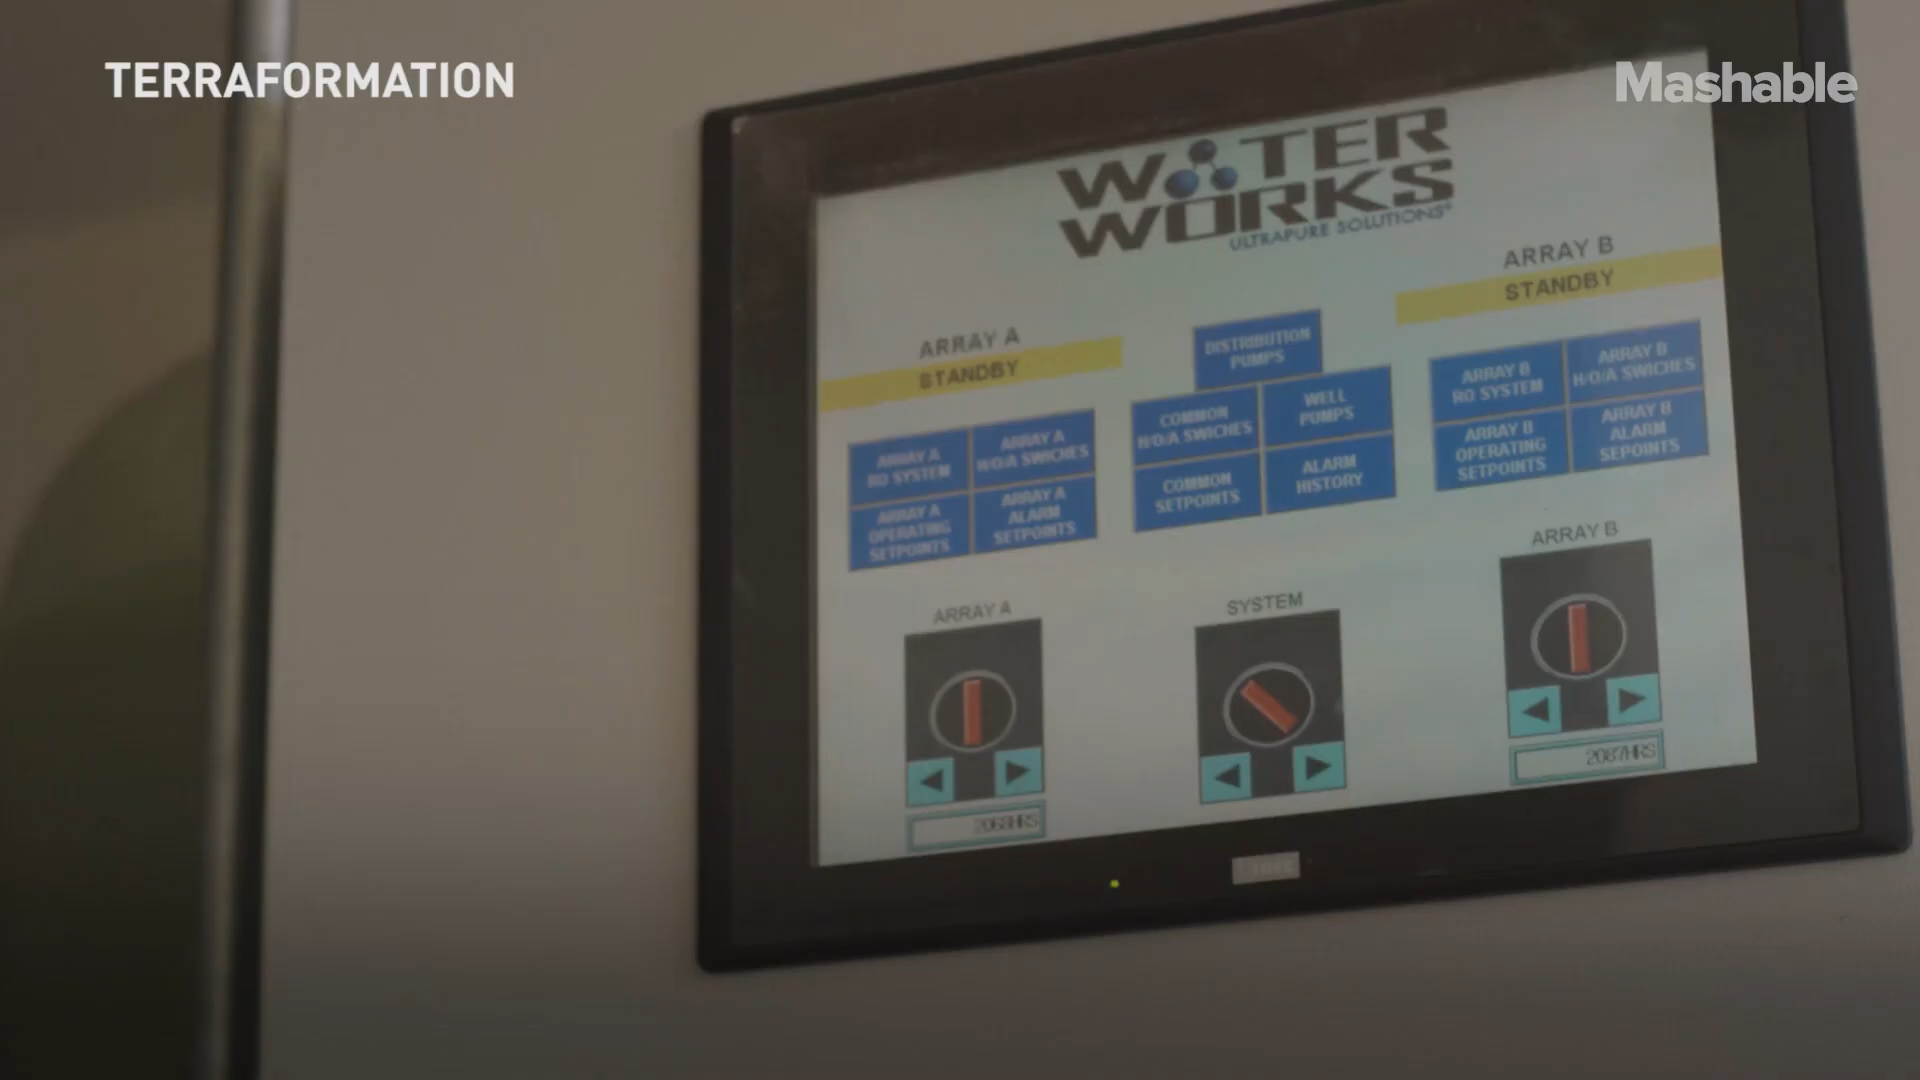 TERRAFORMATION
Mashable
WATER
WORKS
ULTRAPURE SOLUTIONS®
ARRAY A
STANDBY
ARRAY B
STANDBY
DISTRIBUTION
PUMPS
ARRAY A
RO SYSTEM
ARRAY A
H/O/A SWICHES
ARRAY A
OPERATING
SETPOINTS
ARRAY A
ALARM
SETPOINTS
COMMON
H/O/A SWICHES
WELL
PUMPS
COMMON
SETPOINTS
ALARM
HISTORY
ARRAY B
RO SYSTEM
ARRAY B
H/O/A SWICHES
ARRAY B
OPERATING
SETPOINTS
ARRAY B
ALARM
SEPOINTS
ARRAY A
2068HRS
SYSTEM
ARRAY B
2087HRS